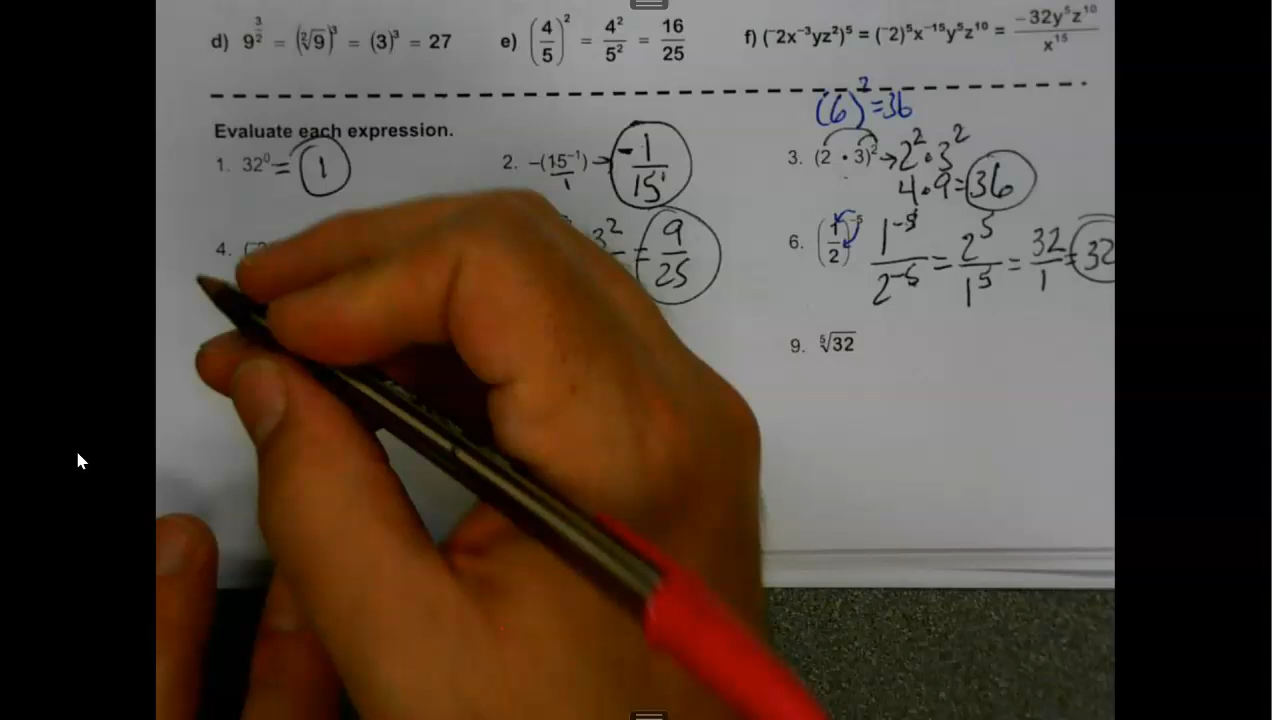 d) 9^(3/2) = (²√9)³ = (3)³ = 27 e) (4/5)² = 4²/5² = 16/25 f) (⁻2x⁻³yz²)⁵ = (⁻2)⁵x⁻¹⁵y⁵z¹⁰ = −32y⁵z¹⁰/x¹⁵
(6)² = 36
Evaluate each expression.
1. 32⁰ = 1 2. −(15⁻¹) → −1/15¹ 3. (2 · 3)² → 2² · 3²
1
4 · 9 = 36
4. 3² = 9/25 6. (1/2)⁻⁵ 1⁻⁵/2⁻⁵ = 2⁵/1⁵ = 32/1 = 32
9. ⁵√32